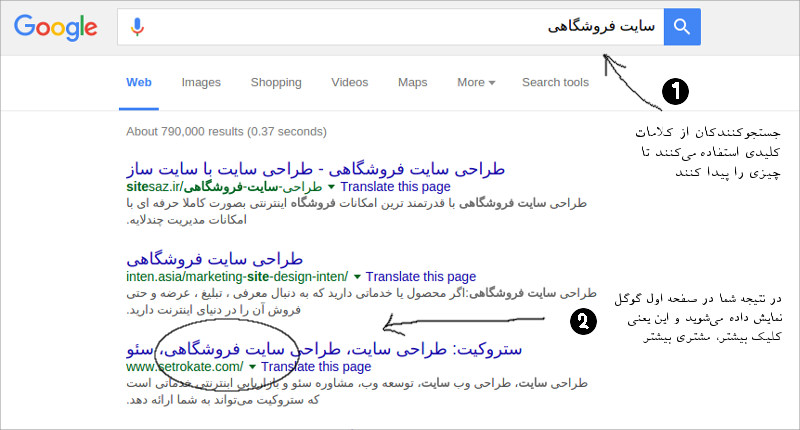 Google
سایت فروشگاهی
Web Images Shopping Videos Maps More Search tools
About 790,000 results (0.37 seconds)
طراحی سایت فروشگاهی - طراحی سایت با سایت ساز
sitesaz.ir/طراحی-سایت-فروشگاهی Translate this page
طراحی سایت فروشگاهی با قدرتمند ترین امکانات فروشگاه اینترنتی بصورت کاملا حرفه ای با
امکانات مدیریت چندلایه.
طراحی سایت فروشگاهی
inten.asia/marketing-site-design-inten/ Translate this page
طراحی سایت فروشگاهی:اگر محصول یا خدماتی دارید که به دنبال معرفی ، تبلیغ ، عرضه و حتی
فروش آن را در دنیای اینترنت دارید.
ستروکیت: طراحی سایت، طراحی سایت فروشگاهی، سئو
www.setrokate.com/ Translate this page
طراحی سایت، طراحی وب سایت، توسعه وب، مشاوره سئو و بازاریابی اینترنتی خدماتی است
که ستروکیت می‌تواند به شما ارائه دهد.
1
جستجوکنندکان از کلامات
کلیدی استفاده می‌کنند تا
چیزی را پیدا کنند
2
در نتیجه شما در صفحه اول گوگل
نمایش داده می‌شوید و این یعنی
کلیک بیشتر، مشتری بیشتر